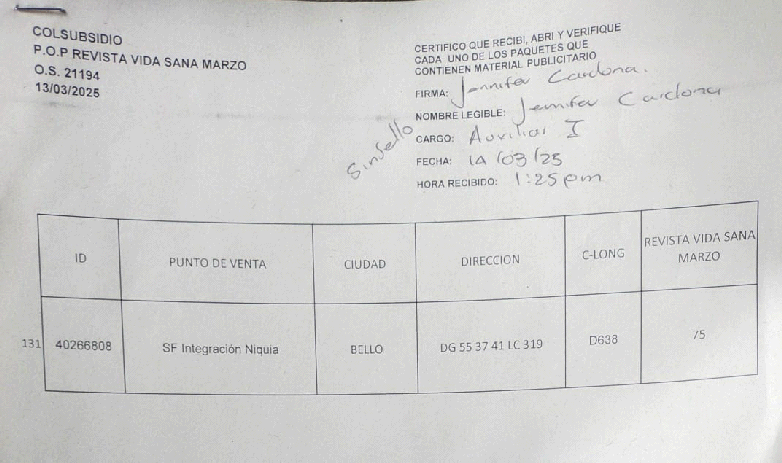 COLSUBSIDIO
P.O.P REVISTA VIDA SANA MARZO
O.S. 21194
13/03/2025
CERTIFICO QUE RECIBI, ABRI Y VERIFIQUE
CADA UNO DE LOS PAQUETES QUE
CONTIENEN MATERIAL PUBLICITARIO
FIRMA: Jennifer Cardona.
NOMBRE LEGIBLE: Jennifer Cardona
CARGO: Auxiliar I
FECHA: 14/03/25
HORA RECIBIDO: 1:25 pm
Sin sello
ID PUNTO DE VENTA CIUDAD DIRECCION C-LONG REVISTA VIDA SANA MARZO
131 40266808 SF Integración Niquia BELLO DG 55 37 41 LC 319 D638 75